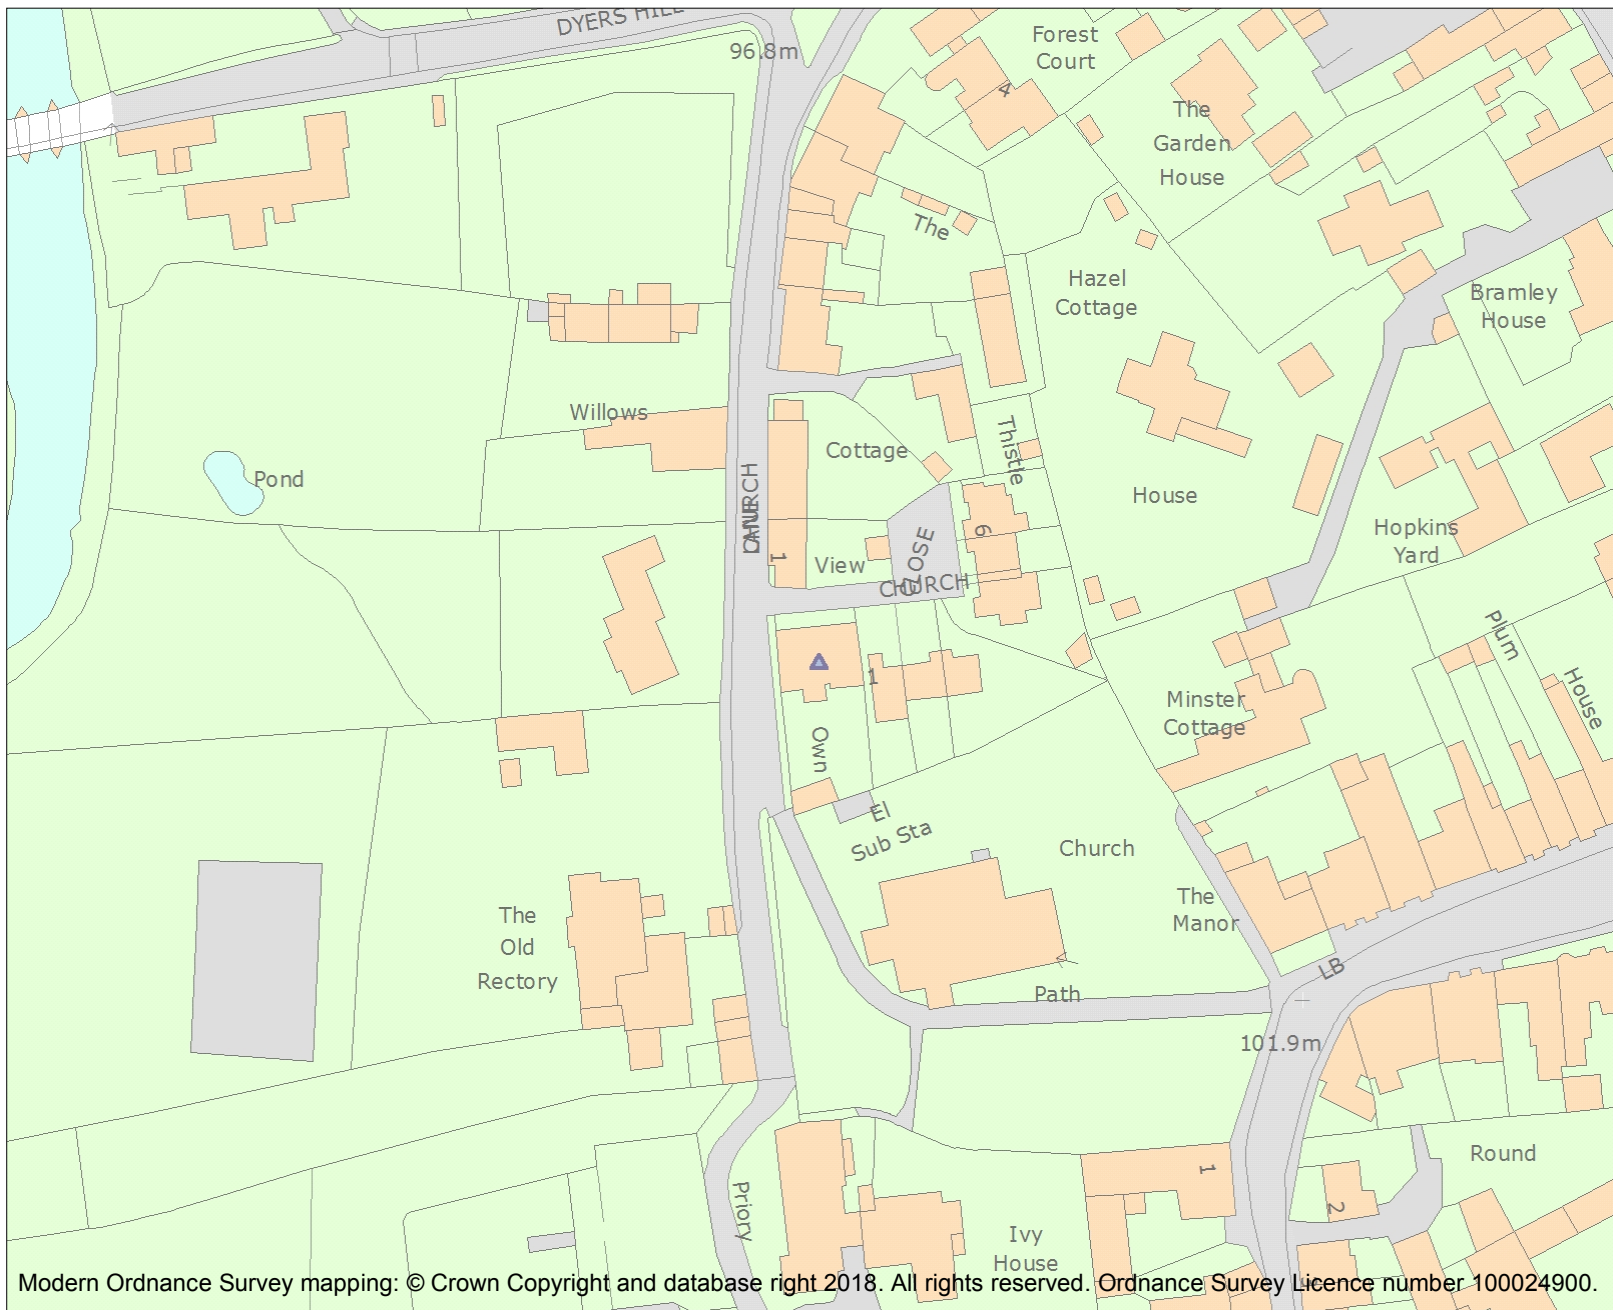 DYERS HILL
96.8m
Forest
Court
4
The
Garden
House
The
Hazel
Cottage
Bramley
House
Willows
Cottage
Thistle
Pond
House
CHURCH
LANE
1
View
CLOSE
CHURCH
6
Hopkins
Yard
Plum
House
Minster
Cottage
1
Own
El
Sub Sta
Church
The
Manor
The
Old
Rectory
Path
LB
101.9m
Round
1
2
3
Priory
Ivy
House
Modern Ordnance Survey mapping: © Crown Copyright and database right 2018. All rights reserved. Ordnance Survey Licence number 100024900.